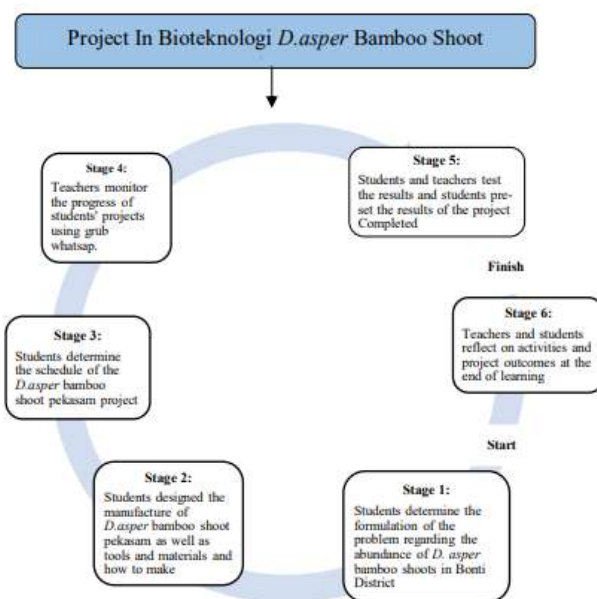 Project In Bioteknologi D.asper Bamboo Shoot
Stage 4:
Teachers monitor
the progress of
students' projects
using grub
whatsap.
Stage 5:
Students and teachers test
the results and students pre-
set the results of the project
Completed
Finish
Stage 6:
Teachers and students
reflect on activities and
project outcomes at the
end of learning
Stage 3:
Students determine
the schedule of the
D.asper bamboo
shoot pekasam project
Start
Stage 2:
Students designed the
manufacture of
D.asper bamboo shoot
pekasam as well as
tools and materials and
how to make
Stage 1:
Students determine the
formulation of the
problem regarding the
abundance of D. asper
bamboo shoots in Bonti
District